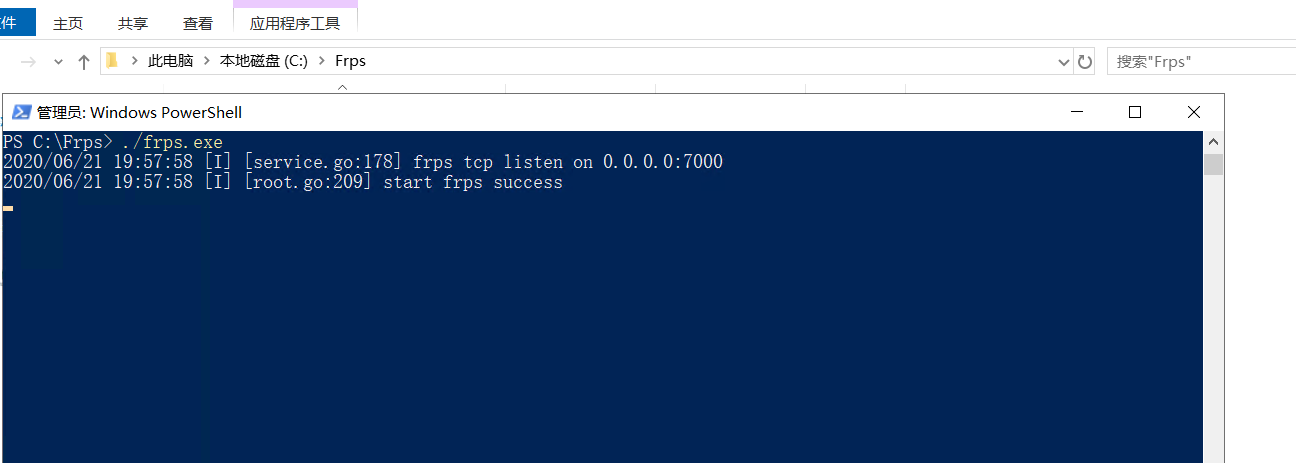 件 主页 共享 查看 应用程序工具
此电脑 本地磁盘 (C:) Frps 搜索"Frps"
管理员: Windows PowerShell
PS C:\Frps> ./frps.exe
2020/06/21 19:57:58 [I] [service.go:178] frps tcp listen on 0.0.0.0:7000
2020/06/21 19:57:58 [I] [root.go:209] start frps success